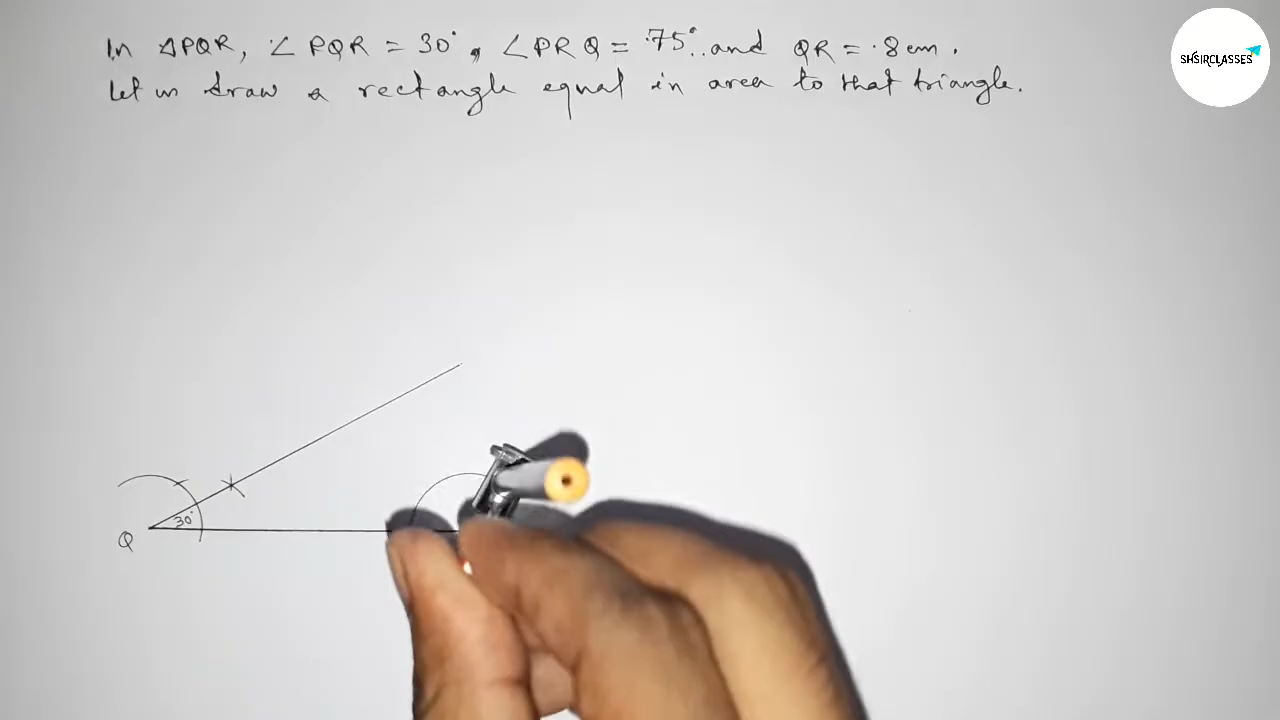 In △PQR, ∠PQR = 30°, ∠PRQ = 75°. and QR = 8 cm.
Let us draw a rectangle equal in area to that triangle.
SHSIRCLASSES
30°
Q